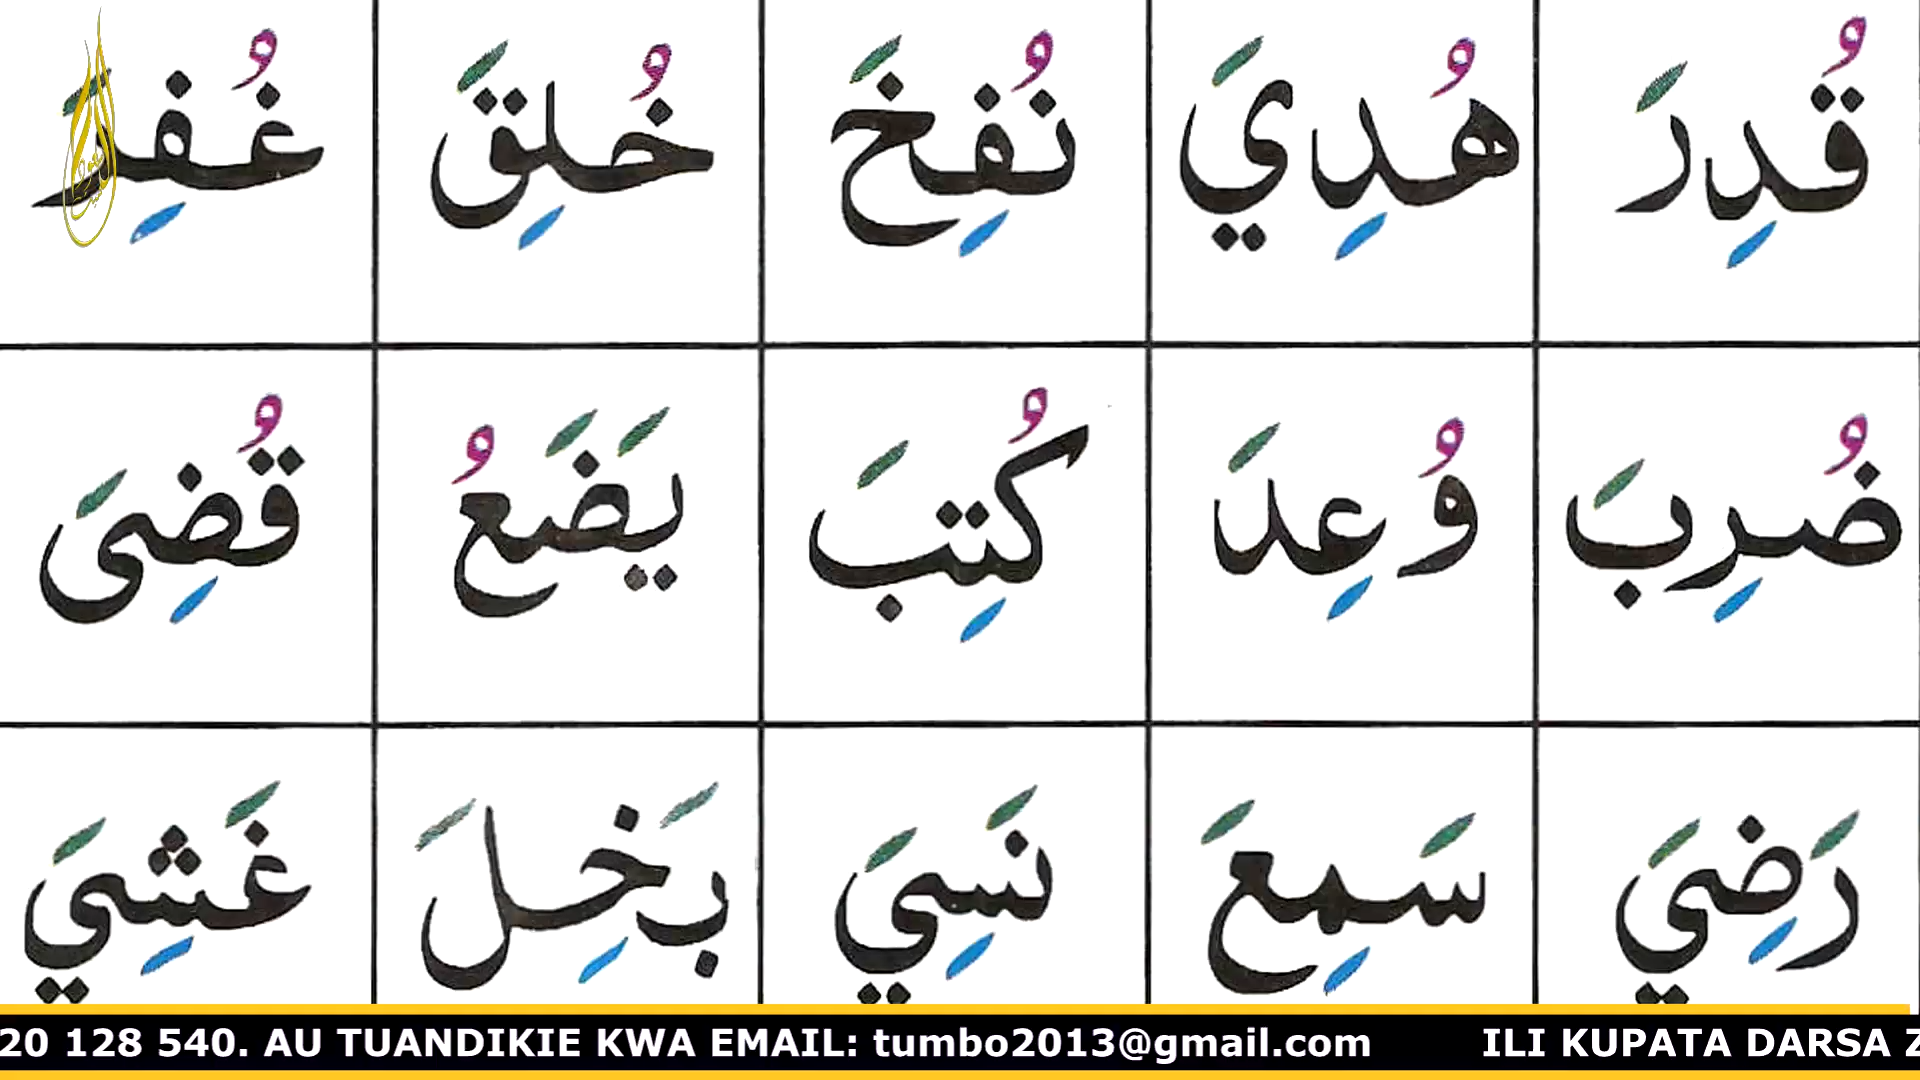 قُدِرَ هُدِيَ نُفِخَ خُلِقَ غُفِرَ
ضُرِبَ وُعِدَ كُتِبَ يَضَعُ قُضِىَ
رَضِيَ سَمِعَ نَسِيَ بَخِلَ غَشِيَ
20 128 540. AU TUANDIKIE KWA EMAIL: tumbo2013@gmail.com ILI KUPATA DARSA Z